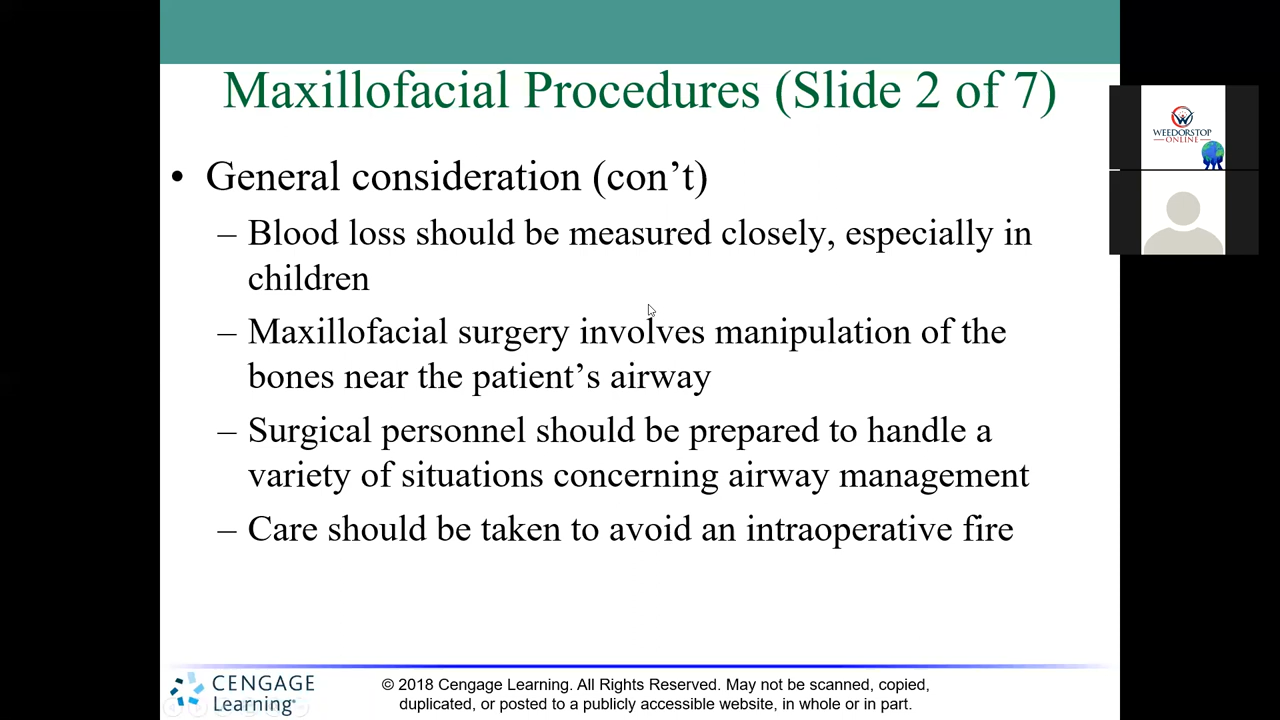 Maxillofacial Procedures (Slide 2 of 7)
• General consideration (con’t)
– Blood loss should be measured closely, especially in
children
– Maxillofacial surgery involves manipulation of the
bones near the patient’s airway
– Surgical personnel should be prepared to handle a
variety of situations concerning airway management
– Care should be taken to avoid an intraoperative fire
WEEDORSTOP
ONLINE
CENGAGE
Learning
© 2018 Cengage Learning. All Rights Reserved. May not be scanned, copied,
duplicated, or posted to a publicly accessible website, in whole or in part.